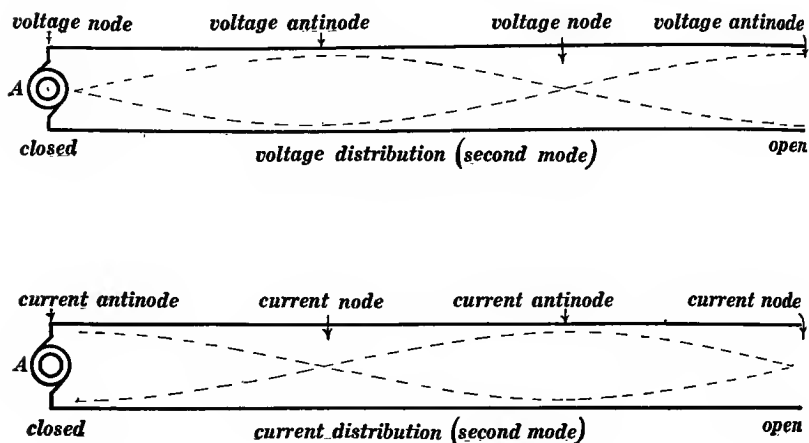 voltage node voltage antinode voltage node voltage antinode
A
closed voltage distribution (second mode) open
current antinode current node current antinode current node
A
closed current distribution (second mode) open